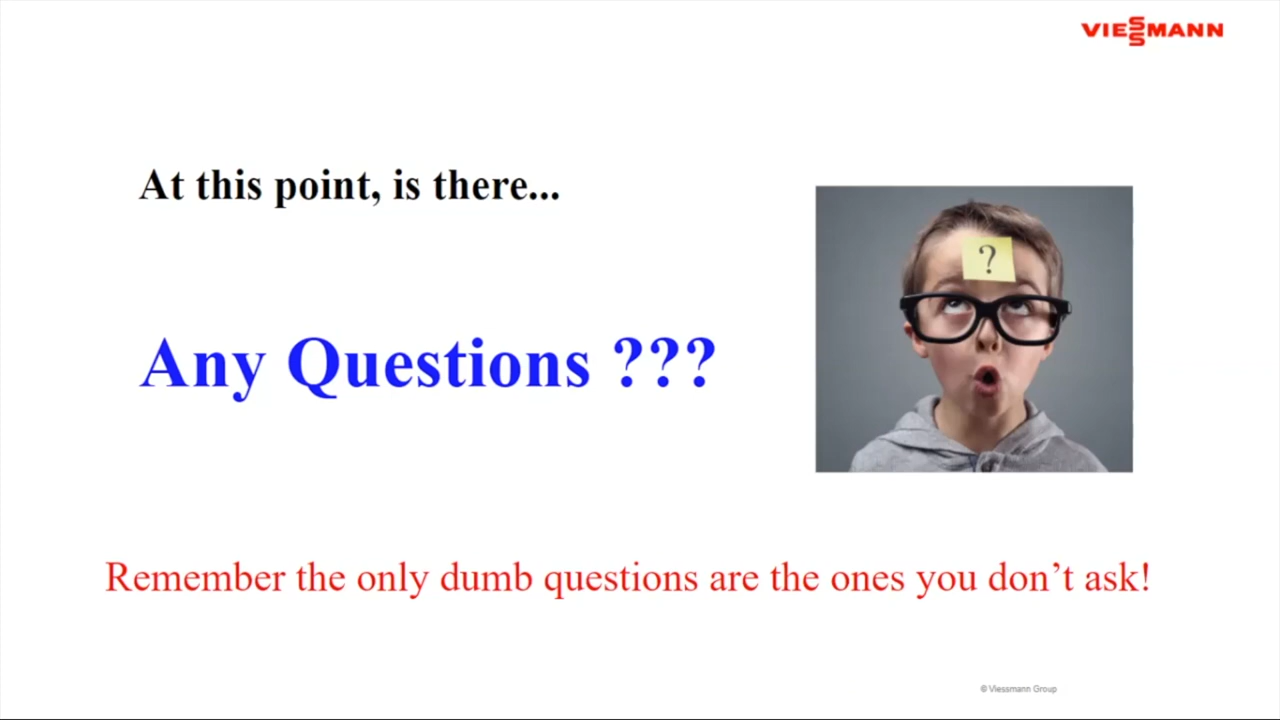 VIESSMANN
At this point, is there...
?
Any Questions ???
Remember the only dumb questions are the ones you don’t ask!
© Viessmann Group